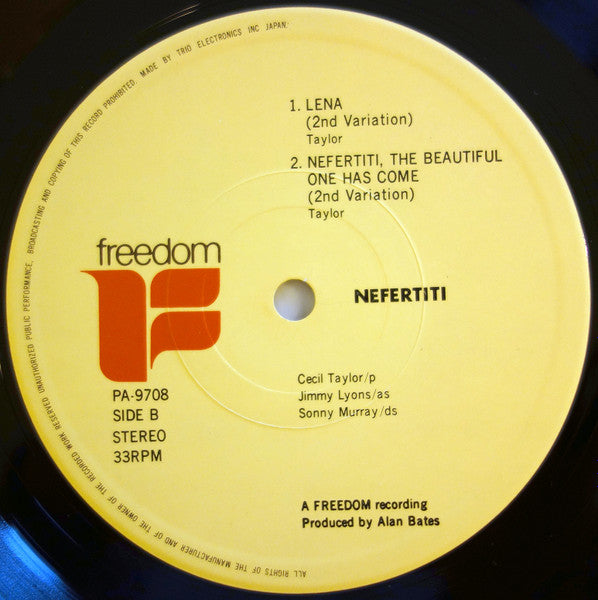 ALL RIGHTS OF THE MANUFACTURER AND OF THE OWNER OF THE RECORDED WORK RESERVED UNAUTHORIZED PUBLIC PERFORMANCE, BROADCASTING AND COPYING OF THIS RECORD PROHIBITED. MADE BY TRIO ELECTRONICS INC JAPAN.
1. LENA
(2nd Variation)
Taylor
2. NEFERTITI, THE BEAUTIFUL
ONE HAS COME
(2nd Variation)
Taylor
freedom
NEFERTITI
PA-9708
SIDE B
STEREO
33RPM
Cecil Taylor/p
Jimmy Lyons/as
Sonny Murray/ds
A FREEDOM recording
Produced by Alan Bates